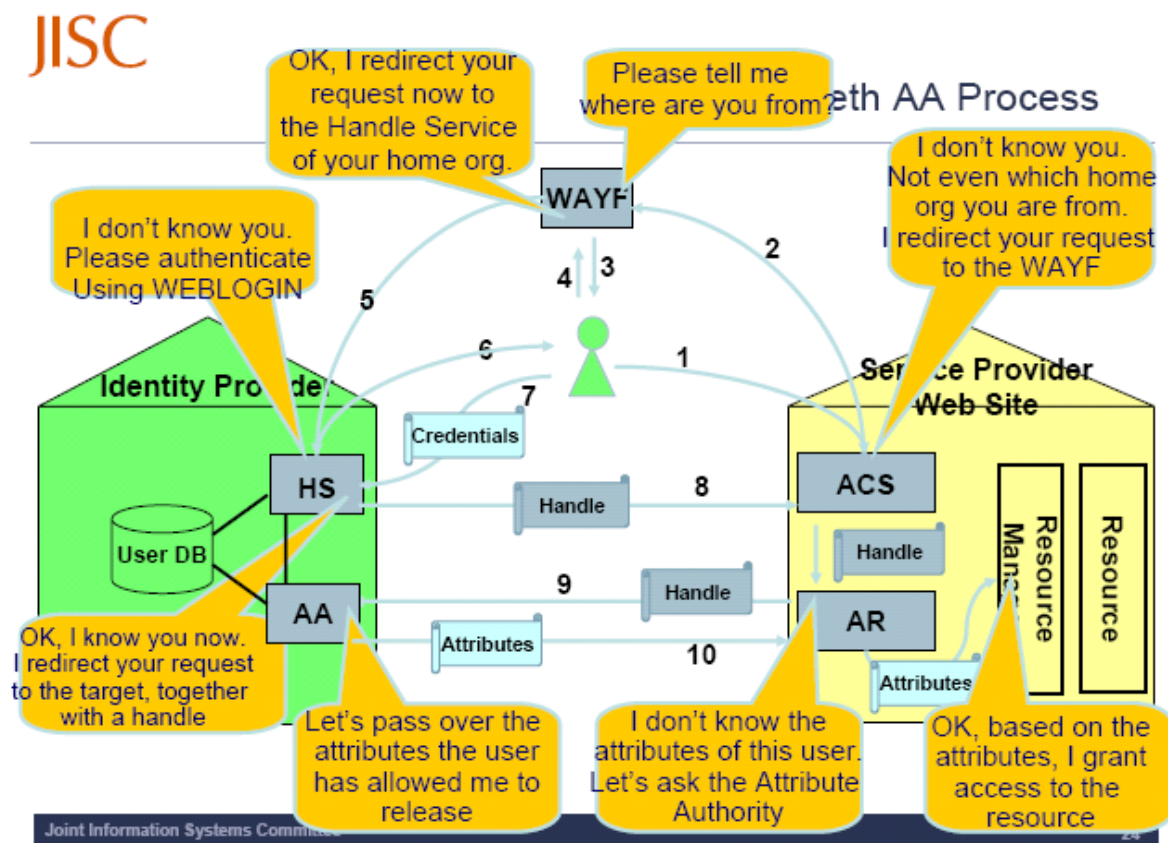 JISC
OK, I redirect your
request now to
the Handle Service
of your home org.
Please tell me
where are you from?
eth AA Process
I don't know you.
Not even which home
org you are from.
I redirect your request
to the WAYF
WAYF
I don't know you.
Please authenticate
Using WEBLOGIN
2
4
3
5
6
1
7
Identity Provider
Service Provider
Web Site
Credentials
HS
Handle
8
ACS
User DB
Handle
Resource
Manag
Resource
9
Handle
AA
AR
Attributes
10
Attributes
OK, I know you now.
I redirect your request
to the target, together
with a handle
Let's pass over the
attributes the user
has allowed me to
release
I don't know the
attributes of this user.
Let's ask the Attribute
Authority
OK, based on the
attributes, I grant
access to the
resource
Joint Information Systems Committee
24